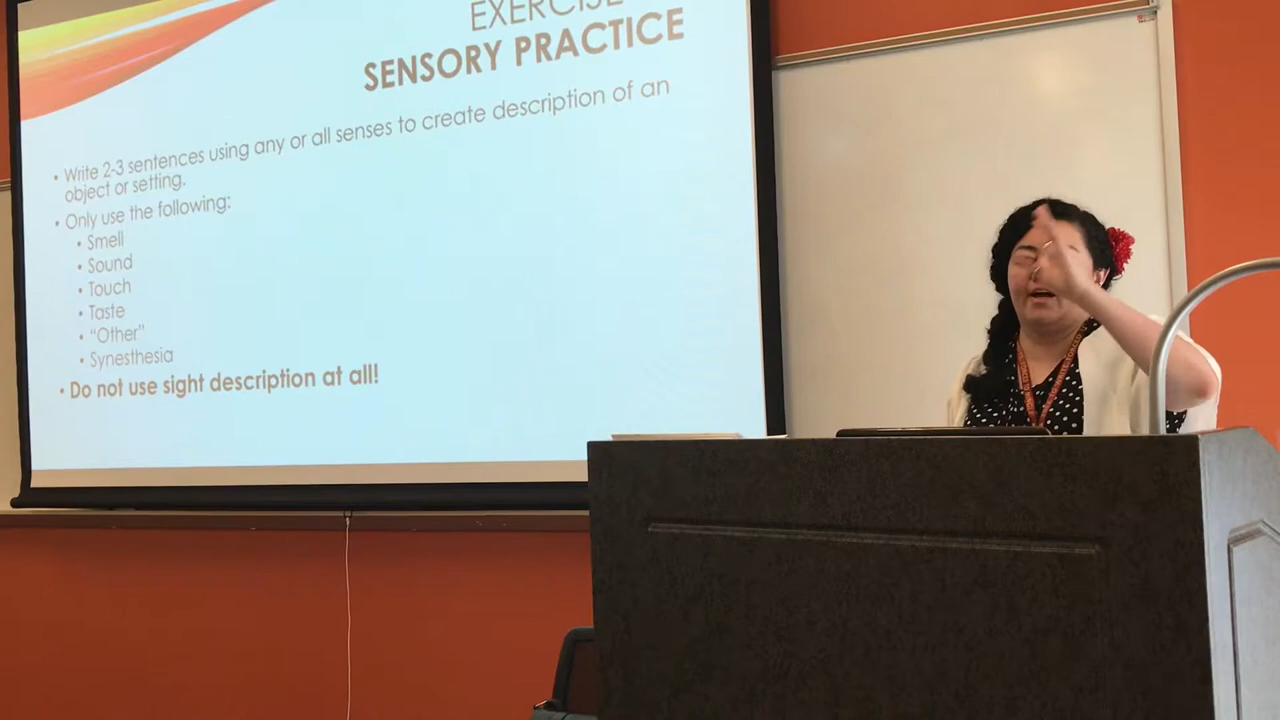 EXERCISE
SENSORY PRACTICE
• Write 2-3 sentences using any or all senses to create description of an
object or setting.
• Only use the following:
• Smell
• Sound
• Touch
• Taste
• "Other"
• Synesthesia
• Do not use sight description at all!